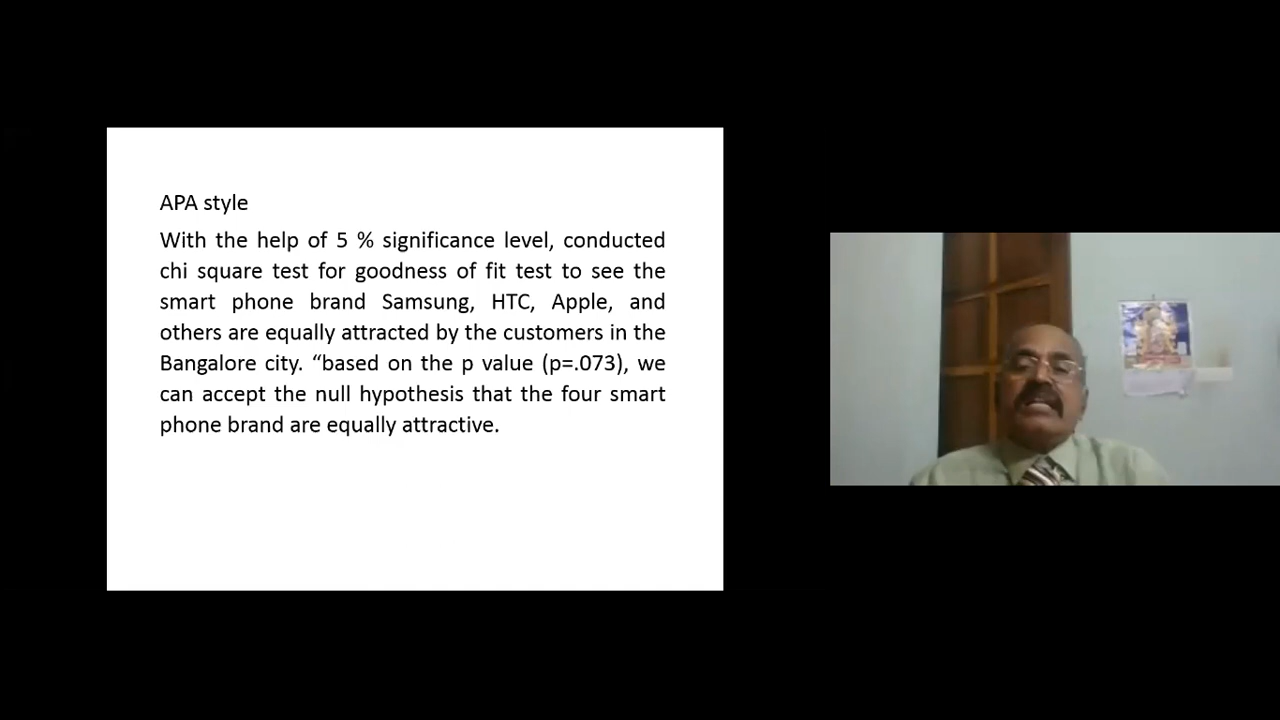 APA style
With the help of 5 % significance level, conducted
chi square test for goodness of fit test to see the
smart phone brand Samsung, HTC, Apple, and
others are equally attracted by the customers in the
Bangalore city. “based on the p value (p=.073), we
can accept the null hypothesis that the four smart
phone brand are equally attractive.